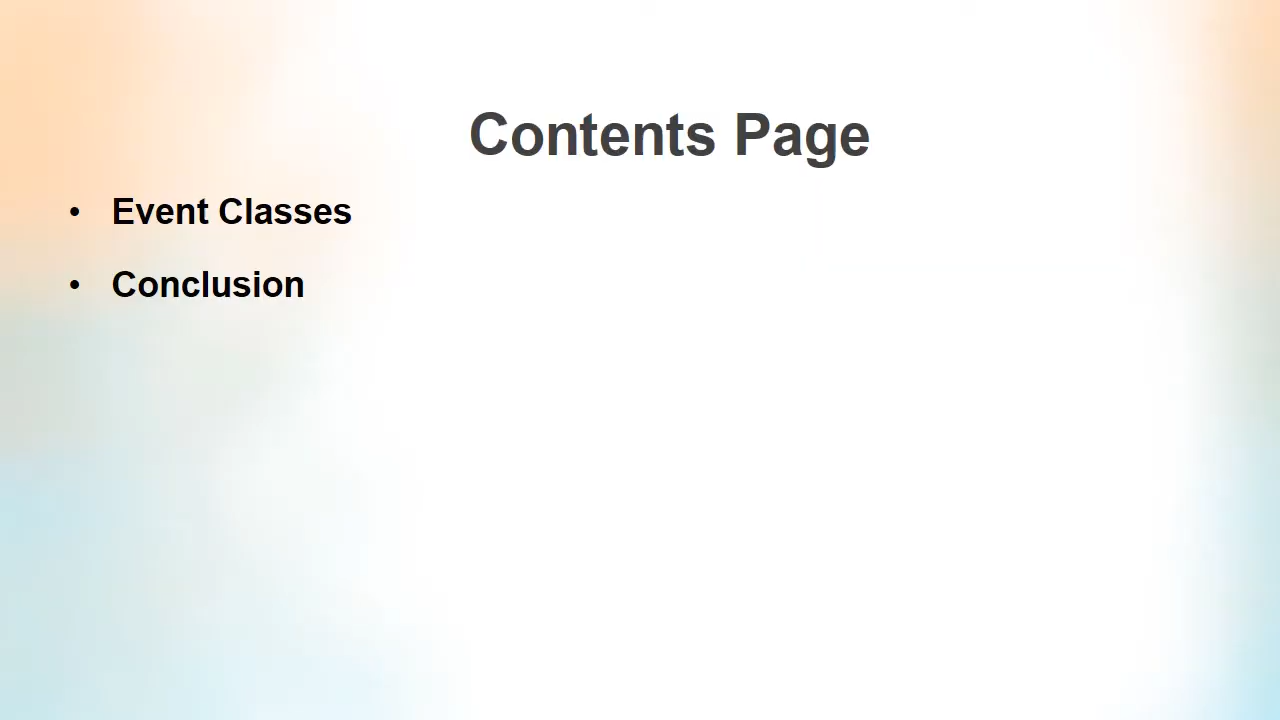 Contents Page
• Event Classes
• Conclusion